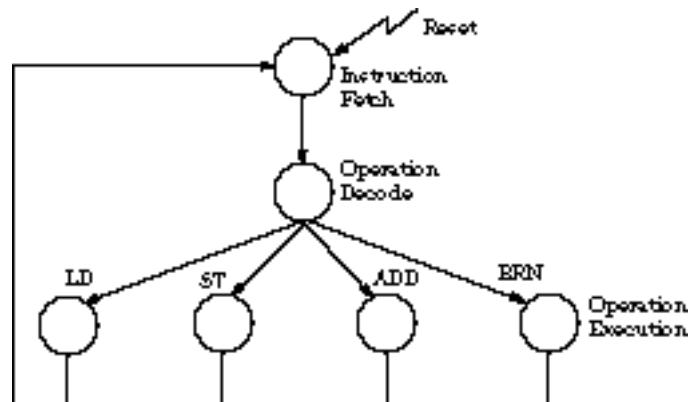 Reset
Instruction
Fetch
Operation
Decode
LD
ST
ADD
BRN
Operation
Execution